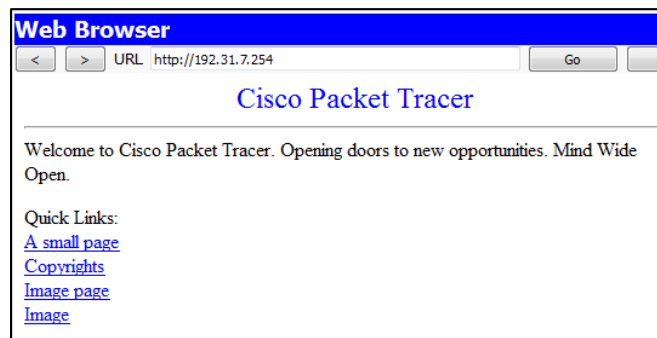 Web Browser
< > URL http://192.31.7.254 Go
Cisco Packet Tracer
Welcome to Cisco Packet Tracer. Opening doors to new opportunities. Mind Wide
Open.
Quick Links:
A small page
Copyrights
Image page
Image